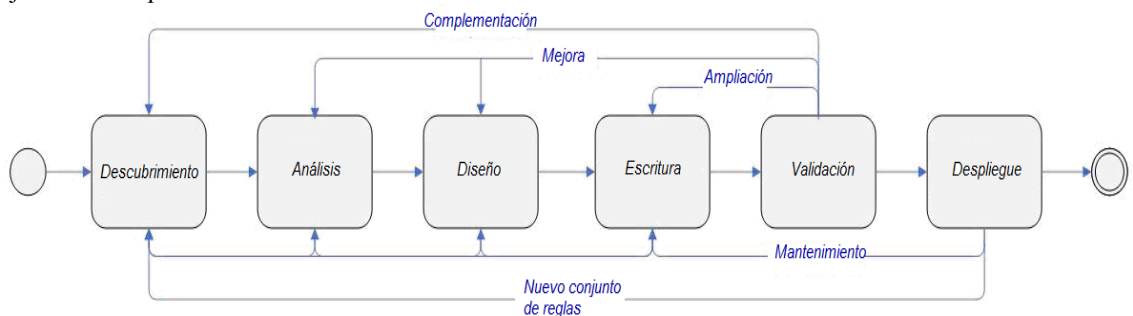 Complementación
Mejora
Ampliación
Descubrimiento
Análisis
Diseño
Escritura
Validación
Despliegue
Mantenimiento
Nuevo conjunto
de reglas